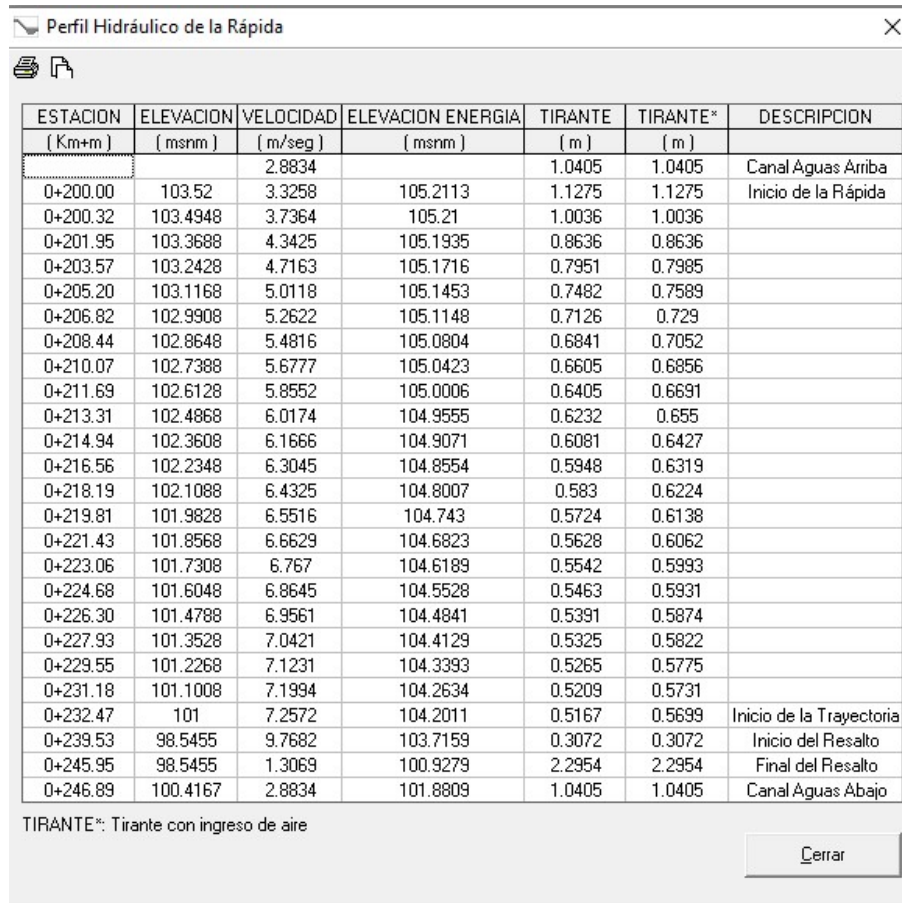 Perfil Hidráulico de la Rápida
ESTACION ELEVACION VELOCIDAD ELEVACION ENERGIA TIRANTE TIRANTE* DESCRIPCION
( Km+m ) ( msnm ) ( m/seg ) ( msnm ) ( m ) ( m )
2.8834 1.0405 1.0405 Canal Aguas Arriba
0+200.00 103.52 3.3258 105.2113 1.1275 1.1275 Inicio de la Rápida
0+200.32 103.4948 3.7364 105.21 1.0036 1.0036
0+201.95 103.3688 4.3425 105.1935 0.8636 0.8636
0+203.57 103.2428 4.7163 105.1716 0.7951 0.7985
0+205.20 103.1168 5.0118 105.1453 0.7482 0.7589
0+206.82 102.9908 5.2622 105.1148 0.7126 0.729
0+208.44 102.8648 5.4816 105.0804 0.6841 0.7052
0+210.07 102.7388 5.6777 105.0423 0.6605 0.6856
0+211.69 102.6128 5.8552 105.0006 0.6405 0.6691
0+213.31 102.4868 6.0174 104.9555 0.6232 0.655
0+214.94 102.3608 6.1666 104.9071 0.6081 0.6427
0+216.56 102.2348 6.3045 104.8554 0.5948 0.6319
0+218.19 102.1088 6.4325 104.8007 0.583 0.6224
0+219.81 101.9828 6.5516 104.743 0.5724 0.6138
0+221.43 101.8568 6.6629 104.6823 0.5628 0.6062
0+223.06 101.7308 6.767 104.6189 0.5542 0.5993
0+224.68 101.6048 6.8645 104.5528 0.5463 0.5931
0+226.30 101.4788 6.9561 104.4841 0.5391 0.5874
0+227.93 101.3528 7.0421 104.4129 0.5325 0.5822
0+229.55 101.2268 7.1231 104.3393 0.5265 0.5775
0+231.18 101.1008 7.1994 104.2634 0.5209 0.5731
0+232.47 101 7.2572 104.2011 0.5167 0.5699 Inicio de la Trayectoria
0+239.53 98.5455 9.7682 103.7159 0.3072 0.3072 Inicio del Resalto
0+245.95 98.5455 1.3069 100.9279 2.2954 2.2954 Final del Resalto
0+246.89 100.4167 2.8834 101.8809 1.0405 1.0405 Canal Aguas Abajo
TIRANTE*: Tirante con ingreso de aire
Cerrar